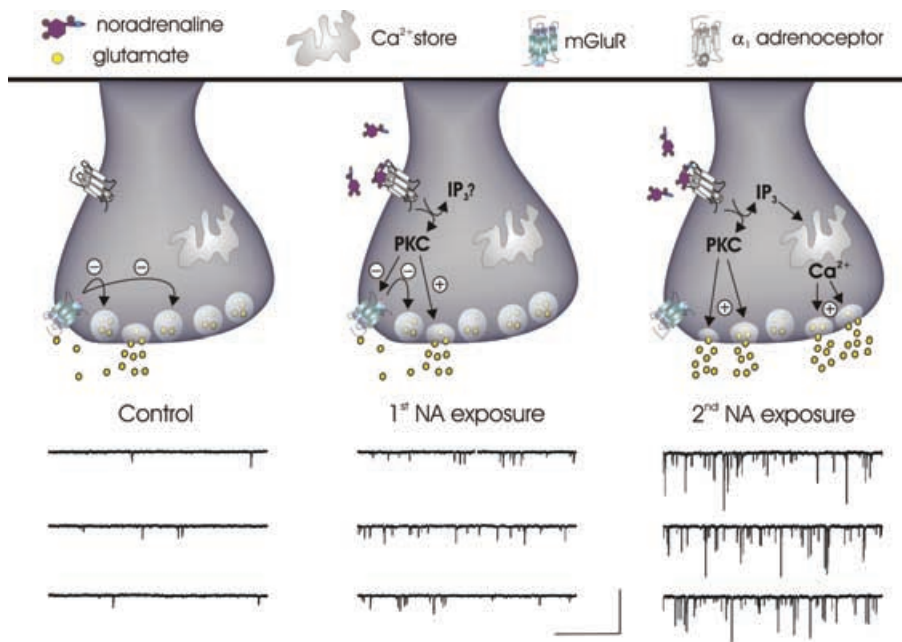 noradrenaline
glutamate
Ca²⁺ store
mGluR
α₁ adrenoceptor
−
−
IP₃?
PKC
−
−
+
IP₃
PKC
Ca²⁺
+
+
Control
1ˢᵗ NA exposure
2ⁿᵈ NA exposure